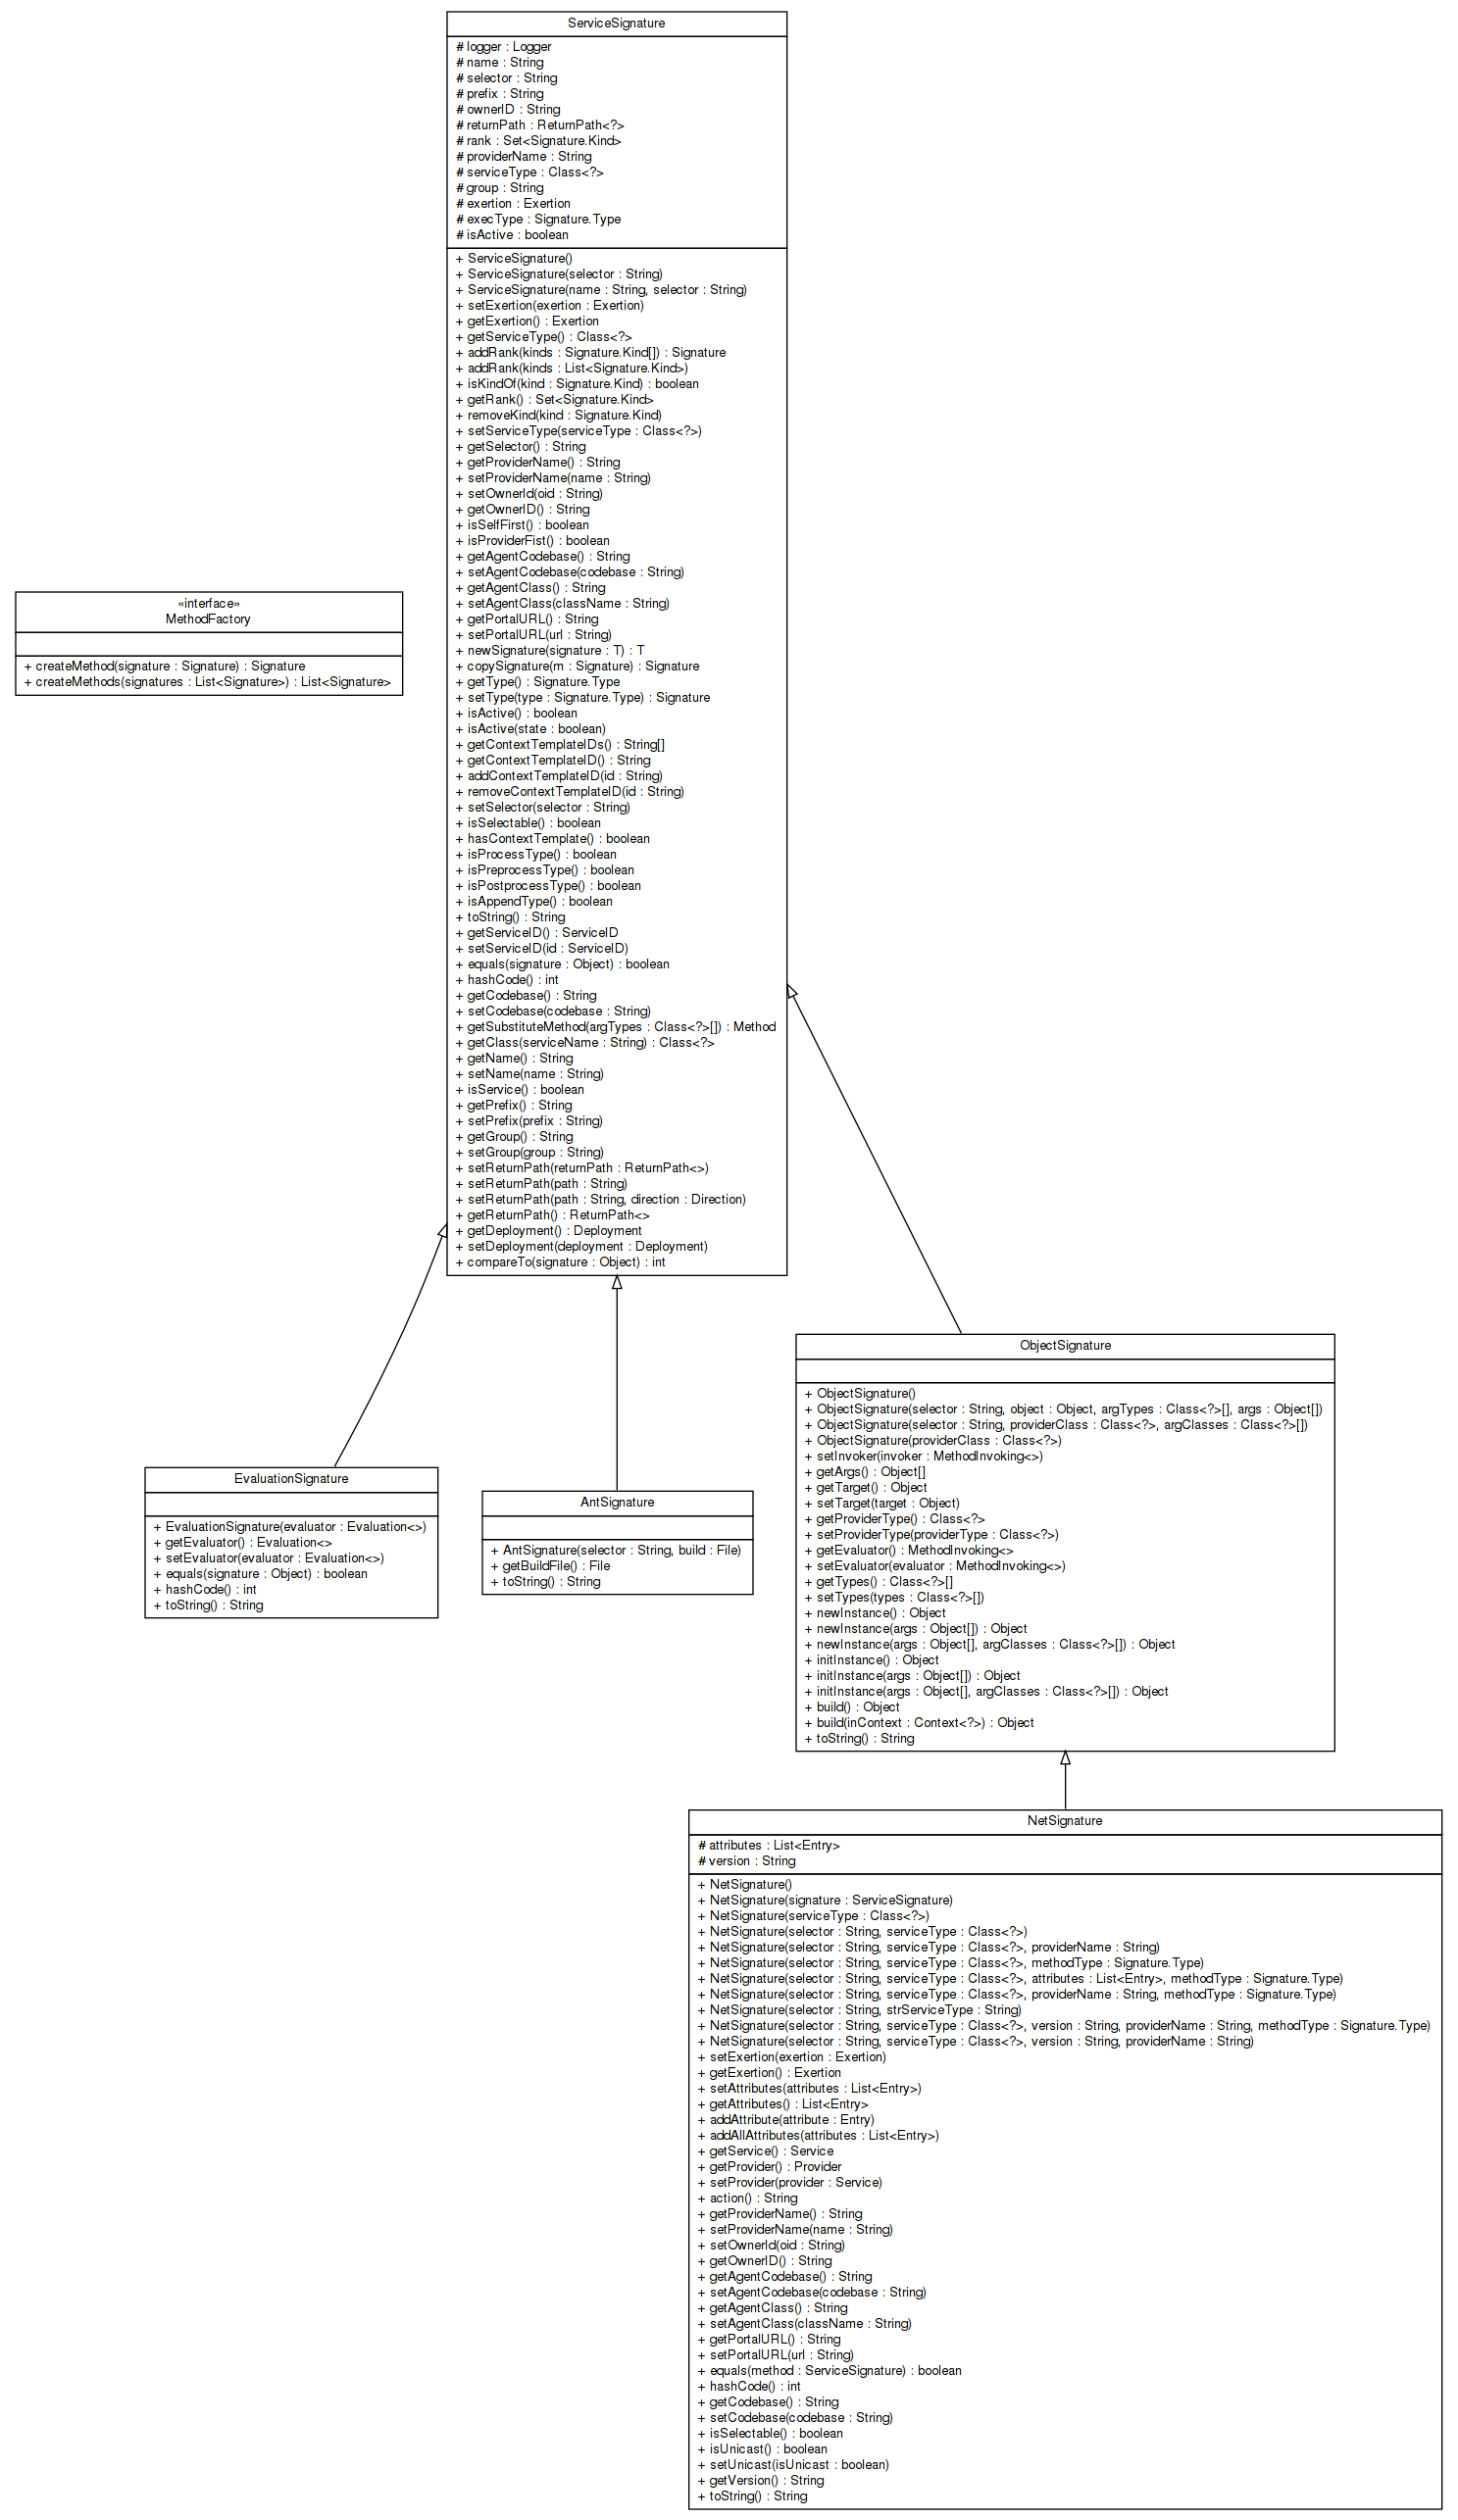 ServiceSignature
# logger : Logger
# name : String
# selector : String
# prefix : String
# ownerID : String
# returnPath : ReturnPath<?>
# rank : Set<Signature.Kind>
# providerName : String
# serviceType : Class<?>
# group : String
# exertion : Exertion
# execType : Signature.Type
# isActive : boolean
+ ServiceSignature()
+ ServiceSignature(selector : String)
+ ServiceSignature(name : String, selector : String)
+ setExertion(exertion : Exertion)
+ getExertion() : Exertion
+ getServiceType() : Class<?>
+ addRank(kinds : Signature.Kind[]) : Signature
+ addRank(kinds : List<Signature.Kind>)
+ isKindOf(kind : Signature.Kind) : boolean
+ getRank() : Set<Signature.Kind>
+ removeKind(kind : Signature.Kind)
+ setServiceType(serviceType : Class<?>)
+ getSelector() : String
+ getProviderName() : String
+ setProviderName(name : String)
+ setOwnerId(oid : String)
+ getOwnerID() : String
+ isSelfFirst() : boolean
+ isProviderFist() : boolean
+ getAgentCodebase() : String
+ setAgentCodebase(codebase : String)
+ getAgentClass() : String
+ setAgentClass(className : String)
+ getPortalURL() : String
+ setPortalURL(url : String)
+ newSignature(signature : T) : T
+ copySignature(m : Signature) : Signature
+ getType() : Signature.Type
+ setType(type : Signature.Type) : Signature
+ isActive() : boolean
+ isActive(state : boolean)
+ getContextTemplateIDs() : String[]
+ getContextTemplateID() : String
+ addContextTemplateID(id : String)
+ removeContextTemplateID(id : String)
+ setSelector(selector : String)
+ isSelectable() : boolean
+ hasContextTemplate() : boolean
+ isProcessType() : boolean
+ isPreprocessType() : boolean
+ isPostprocessType() : boolean
+ isAppendType() : boolean
+ toString() : String
+ getServiceID() : ServiceID
+ setServiceID(id : ServiceID)
+ equals(signature : Object) : boolean
+ hashCode() : int
+ getCodebase() : String
+ setCodebase(codebase : String)
+ getSubstituteMethod(argTypes : Class<?>[]) : Method
+ getClass(serviceName : String) : Class<?>
+ getName() : String
+ setName(name : String)
+ isService() : boolean
+ getPrefix() : String
+ setPrefix(prefix : String)
+ getGroup() : String
+ setGroup(group : String)
+ setReturnPath(returnPath : ReturnPath<>)
+ setReturnPath(path : String)
+ setReturnPath(path : String, direction : Direction)
+ getReturnPath() : ReturnPath<>
+ getDeployment() : Deployment
+ setDeployment(deployment : Deployment)
+ compareTo(signature : Object) : int
«interface»
MethodFactory
+ createMethod(signature : Signature) : Signature
+ createMethods(signatures : List<Signature>) : List<Signature>
ObjectSignature
+ ObjectSignature()
+ ObjectSignature(selector : String, object : Object, argTypes : Class<?>[], args : Object[])
+ ObjectSignature(selector : String, providerClass : Class<?>, argClasses : Class<?>[])
+ ObjectSignature(providerClass : Class<?>)
+ setInvoker(invoker : MethodInvoking<>)
+ getArgs() : Object[]
+ getTarget() : Object
+ setTarget(target : Object)
+ getProviderType() : Class<?>
+ setProviderType(providerType : Class<?>)
+ getEvaluator() : MethodInvoking<>
+ setEvaluator(evaluator : MethodInvoking<>)
+ getTypes() : Class<?>[]
+ setTypes(types : Class<?>[])
+ newInstance() : Object
+ newInstance(args : Object[]) : Object
+ newInstance(args : Object[], argClasses : Class<?>[]) : Object
+ initInstance() : Object
+ initInstance(args : Object[]) : Object
+ initInstance(args : Object[], argClasses : Class<?>[]) : Object
+ build() : Object
+ build(inContext : Context<?>) : Object
+ toString() : String
EvaluationSignature
+ EvaluationSignature(evaluator : Evaluation<>)
+ getEvaluator() : Evaluation<>
+ setEvaluator(evaluator : Evaluation<>)
+ equals(signature : Object) : boolean
+ hashCode() : int
+ toString() : String
AntSignature
+ AntSignature(selector : String, build : File)
+ getBuildFile() : File
+ toString() : String
NetSignature
# attributes : List<Entry>
# version : String
+ NetSignature()
+ NetSignature(signature : ServiceSignature)
+ NetSignature(serviceType : Class<?>)
+ NetSignature(selector : String, serviceType : Class<?>)
+ NetSignature(selector : String, serviceType : Class<?>, providerName : String)
+ NetSignature(selector : String, serviceType : Class<?>, methodType : Signature.Type)
+ NetSignature(selector : String, serviceType : Class<?>, attributes : List<Entry>, methodType : Signature.Type)
+ NetSignature(selector : String, serviceType : Class<?>, providerName : String, methodType : Signature.Type)
+ NetSignature(selector : String, strServiceType : String)
+ NetSignature(selector : String, serviceType : Class<?>, version : String, providerName : String, methodType : Signature.Type)
+ NetSignature(selector : String, serviceType : Class<?>, version : String, providerName : String)
+ setExertion(exertion : Exertion)
+ getExertion() : Exertion
+ setAttributes(attributes : List<Entry>)
+ getAttributes() : List<Entry>
+ addAttribute(attribute : Entry)
+ addAllAttributes(attributes : List<Entry>)
+ getService() : Service
+ getProvider() : Provider
+ setProvider(provider : Service)
+ action() : String
+ getProviderName() : String
+ setProviderName(name : String)
+ setOwnerId(oid : String)
+ getOwnerID() : String
+ getAgentCodebase() : String
+ setAgentCodebase(codebase : String)
+ getAgentClass() : String
+ setAgentClass(className : String)
+ getPortalURL() : String
+ setPortalURL(url : String)
+ equals(method : ServiceSignature) : boolean
+ hashCode() : int
+ getCodebase() : String
+ setCodebase(codebase : String)
+ isSelectable() : boolean
+ isUnicast() : boolean
+ setUnicast(isUnicast : boolean)
+ getVersion() : String
+ toString() : String